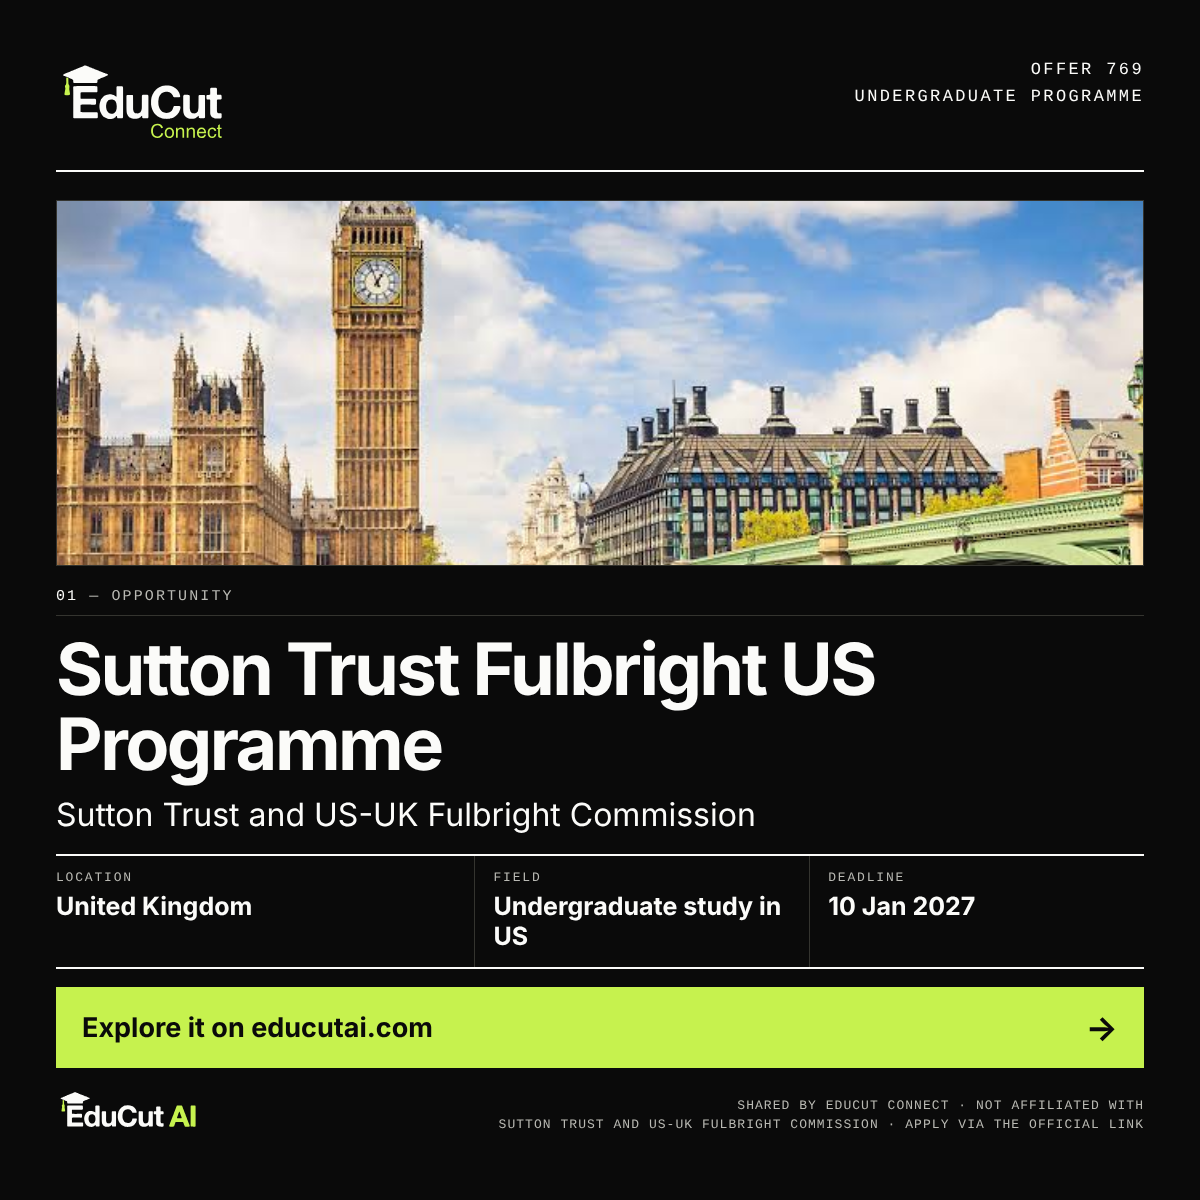 EduCut
Connect
OFFER 769
UNDERGRADUATE PROGRAMME
01 — OPPORTUNITY
Sutton Trust Fulbright US
Programme
Sutton Trust and US-UK Fulbright Commission
LOCATION
United Kingdom
FIELD
Undergraduate study in
US
DEADLINE
10 Jan 2027
Explore it on educutai.com →
EduCut AI
SHARED BY EDUCUT CONNECT · NOT AFFILIATED WITH
SUTTON TRUST AND US-UK FULBRIGHT COMMISSION · APPLY VIA THE OFFICIAL LINK